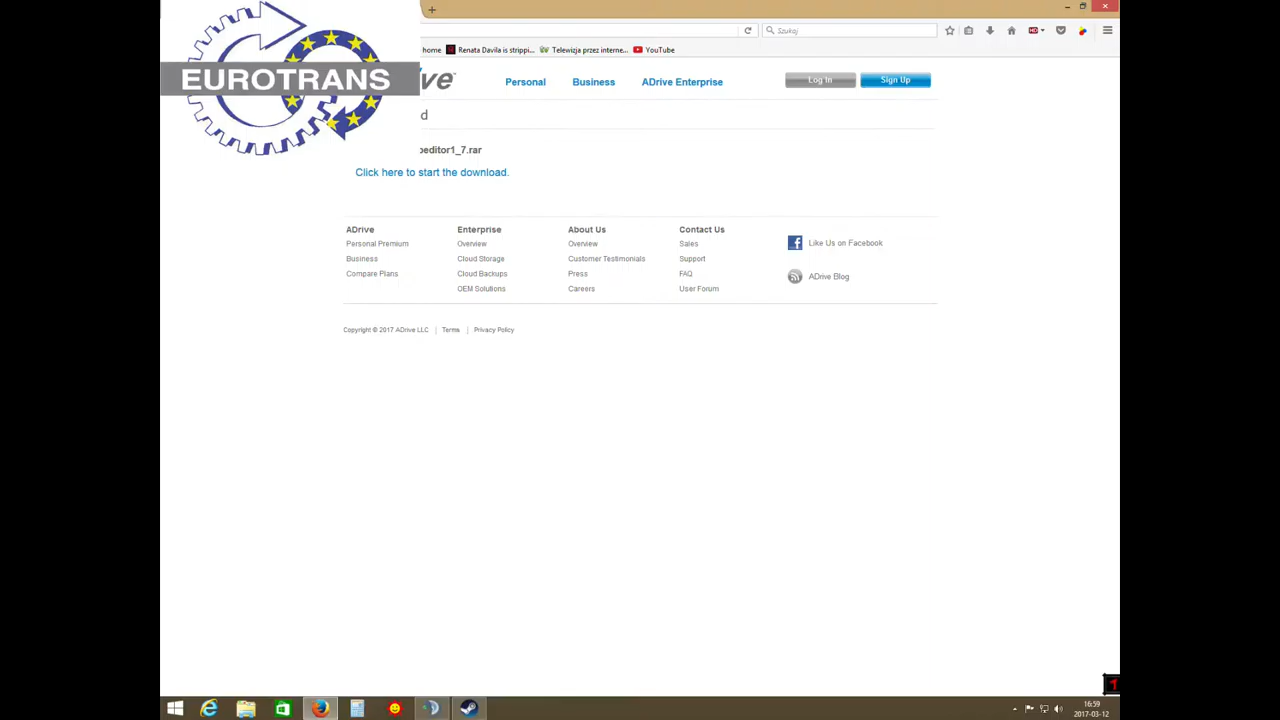 EUROTRANS
Szukaj
home
Renata Davila is strippi...
Telewizja przez interne...
YouTube
Personal
Business
ADrive Enterprise
Log In
Sign Up
editor1_7.rar
Click here to start the download.
ADrive
Personal Premium
Business
Compare Plans
Enterprise
Overview
Cloud Storage
Cloud Backups
OEM Solutions
About Us
Overview
Customer Testimonials
Press
Careers
Contact Us
Sales
Support
FAQ
User Forum
Like Us on Facebook
ADrive Blog
Copyright © 2017 ADrive LLC | Terms | Privacy Policy
16:59
2017-03-12